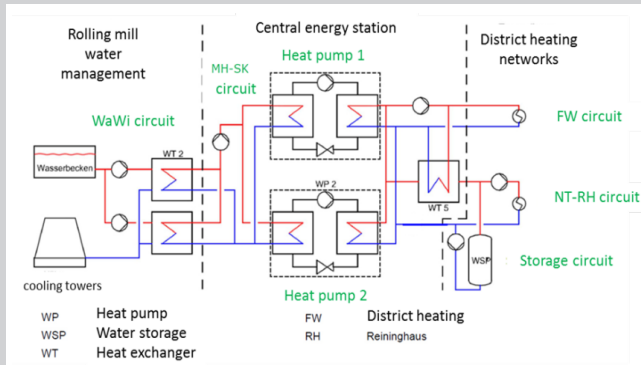 Rolling mill
water
management
Central energy station
District heating
networks
Heat pump 1
MH-SK
circuit
WaWi circuit
FW circuit
WT 2
Wasserbecken
WP 2
WT 5
NT-RH circuit
WSP
Storage circuit
cooling towers
Heat pump 2
WP Heat pump
WSP Water storage
WT Heat exchanger
FW District heating
RH Reininghaus